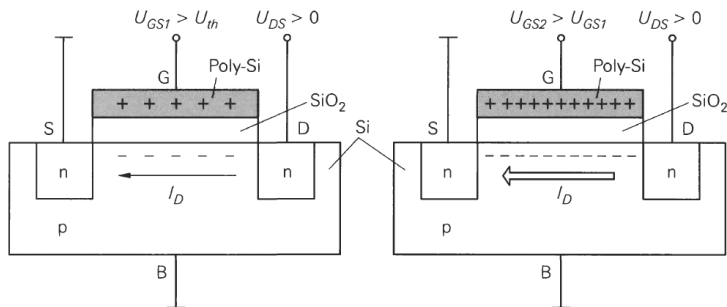 U_GS1 > U_th U_DS > 0
G Poly-Si
+ + + + +
SiO₂
S D
n n
I_D
p
B
Si
U_GS2 > U_GS1 U_DS > 0
G Poly-Si
+ + + + + + + + + + +
SiO₂
S D
n n
I_D
p
B